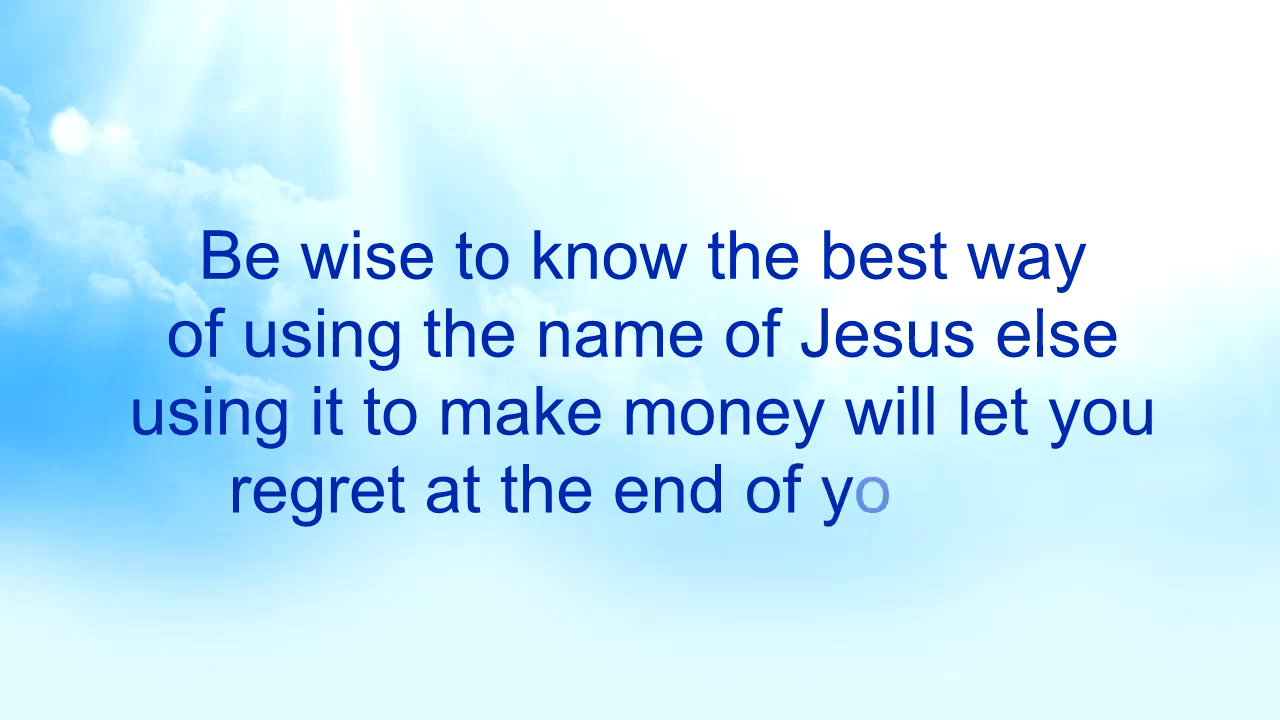 Be wise to know the best way
of using the name of Jesus else
using it to make money will let you
regret at the end of yo